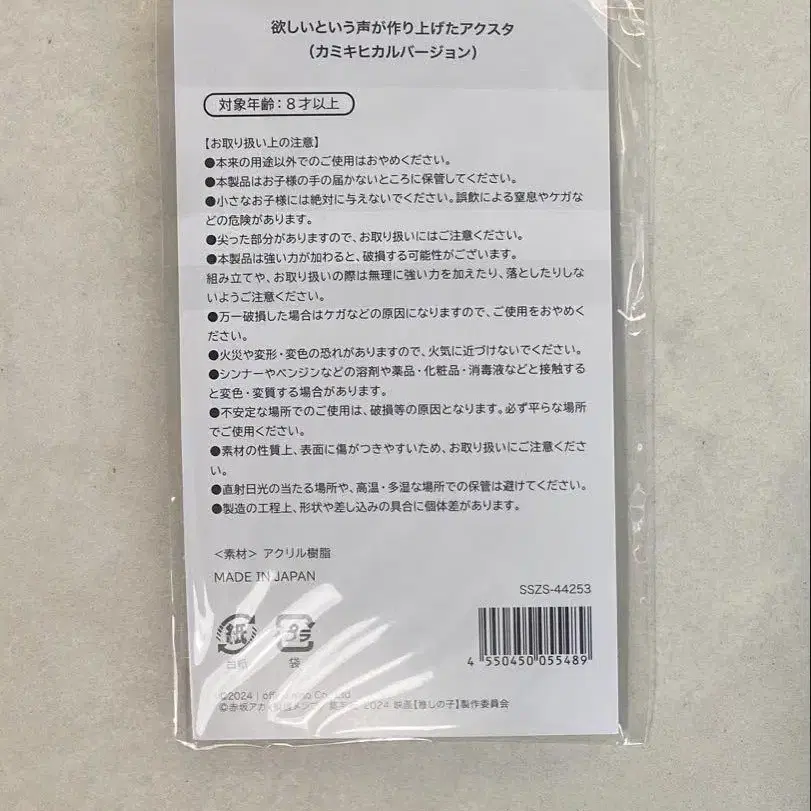 欲しいという声が作り上げたアクスタ
(カミキヒカルバージョン)
対象年齢:8才以上
【お取り扱い上の注意】
●本来の用途以外でのご使用はおやめください。
●本製品はお子様の手の届かないところに保管してください。
●小さなお子様には絶対に与えないでください。誤飲による窒息やケガな
どの危険があります。
●尖った部分がありますので、お取り扱いにはご注意ください。
●本製品は強い力が加わると、破損する可能性がございます。
組み立てや、お取り扱いの際は無理に強い力を加えたり、落としたりしな
いようご注意ください。
●万一破損した場合はケガなどの原因になりますので、ご使用をおやめく
ださい。
●火災や変形・変色の恐れがありますので、火気に近づけないでください。
●シンナーやベンジンなどの溶剤や薬品・化粧品・消毒液などと接触する
と変色・変質する場合があります。
●不安定な場所でのご使用は、破損等の原因となります。必ず平らな場所
でご使用ください。
●素材の性質上、表面に傷がつきやすいため、お取り扱いにご注意くださ
い。
●直射日光の当たる場所や、高温・多湿な場所での保管は避けてください。
●製造の工程上、形状や差し込みの具合に個体差があります。
<素材> アクリル樹脂
MADE IN JAPAN
SSZS-44253
紙
プラ
台紙
袋
4 550450 055489
©2024 Co., Ltd
©赤坂アカ 2024 映画【推しの子】製作委員会